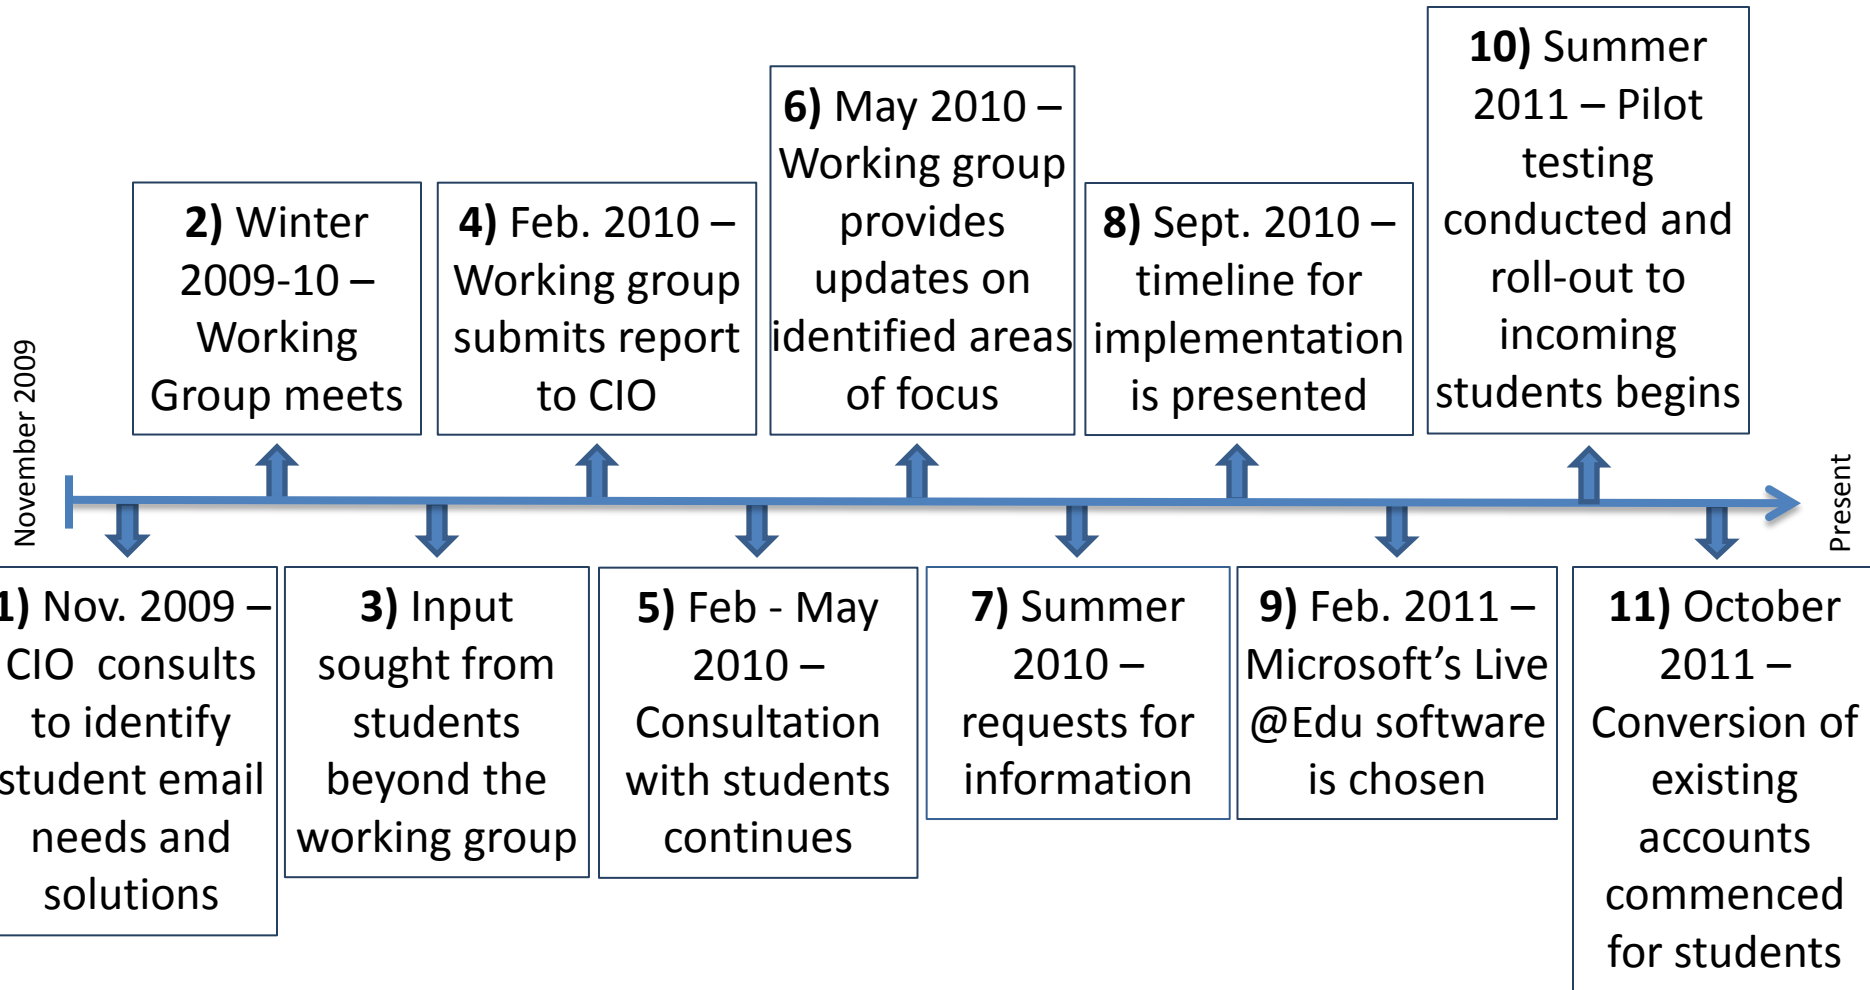 November 2009
1) Nov. 2009 –
CIO  consults
to identify
student email
needs and
solutions
2) Winter
2009-10 –
Working
Group meets
3) Input
sought from
students
beyond the
working group
4) Feb. 2010 –
Working group
submits report
to CIO
5) Feb - May
2010 –
Consultation
with students
continues
6) May 2010 –
Working group
provides
updates on
identified areas
of focus
7) Summer
2010 –
requests for
information
8) Sept. 2010 –
timeline for
implementation
is presented
9) Feb. 2011 –
Microsoft’s Live
@Edu software
is chosen
10) Summer
2011 – Pilot
testing
conducted and
roll-out to
incoming
students begins
11) October
2011 –
Conversion of
existing
accounts
commenced
for students
Present